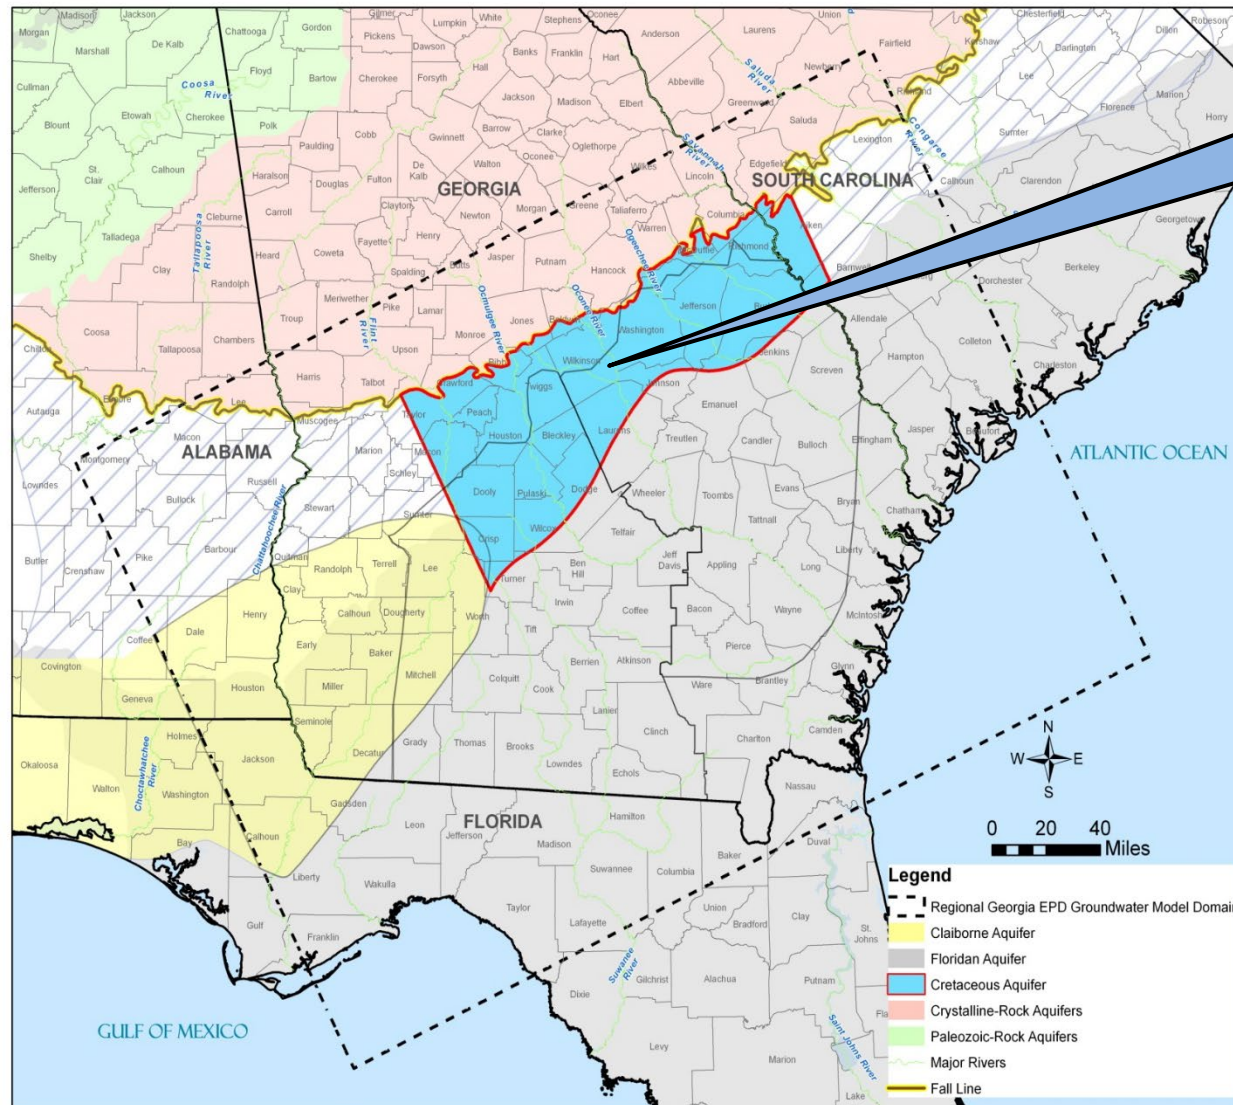 Madison
Jackson
Morgan
Marshall
De Kalb
Chattooga
Gordon
Gilmer
Pickens
Lumpkin
White
Dawson
Hall
Banks
Stephens
Franklin
Hart
Oconee
Anderson
Laurens
Union
Fairfield
Newberry
Kershaw
Chesterfield
Darlington
Dillon
Robeson
Marion
Lee
Florence
Horry
Cullman
Blount
Etowah
Cherokee
Floyd
Bartow
Polk
Coosa
River
Cherokee
Forsyth
Jackson
Madison
Elbert
Abbeville
Greenwood
Saluda
River
Saluda
Richland
Lexington
Sumter
Congaree
River
Calhoun
Clarendon
Georgetown
St.
Clair
Calhoun
Jefferson
Talladega
Shelby
Cleburne
Haralson
Paulding
Cobb
Gwinnett
Barrow
Clarke
Oconee
Oglethorpe
Wilkes
Lincoln
Savannah
River
Edgefield
SOUTH CAROLINA
Douglas
Fulton
De
Kalb
Walton
GEORGIA
Carroll
Clayton
Newton
Morgan
Greene
Taliaferro
Columbia
Warren
Richmond
Aiken
Barnwell
Berkeley
Dorchester
Tallapoosa
River
Clay
Randolph
Heard
Coweta
Fayette
Henry
Spalding
Butts
Jasper
Putnam
Hancock
Ogeechee River
Jefferson
Allendale
Colleton
Charleston
Hampton
Coosa
Tallapoosa
Chambers
Troup
Meriwether
Pike
Lamar
Flint
River
Upson
Monroe
Ocmulgee River
Jones
Baldwin
Oconee River
Washington
Wilkinson
Jenkins
Screven
Chilton
Autauga
Elmore
Lee
Harris
Talbot
Crawford
Bibb
Twiggs
Johnson
Emanuel
Jasper
Beaufort
Macon
Muscogee
Taylor
Peach
Houston
Bleckley
Laurens
Treutlen
Candler
Bulloch
Effingham
ATLANTIC OCEAN
ALABAMA
Montgomery
Lowndes
Bullock
Russell
Chattahoochee River
Marion
Schley
Macon
Dooly
Pulaski
Dodge
Wheeler
Toombs
Evans
Bryan
Chatham
Stewart
Sumter
Wilcox
Telfair
Tattnall
Butler
Crenshaw
Pike
Barbour
Quitman
Randolph
Terrell
Lee
Crisp
Turner
Ben
Hill
Jeff
Davis
Appling
Long
Liberty
Coffee
Dale
Henry
Clay
Calhoun
Dougherty
Worth
Irwin
Coffee
Bacon
Wayne
McIntosh
Covington
Geneva
Houston
Early
Baker
Mitchell
Tift
Berrien
Atkinson
Pierce
Miller
Colquitt
Cook
Ware
Brantley
Glynn
Seminole
Lanier
Clinch
Holmes
Decatur
Grady
Thomas
Brooks
Lowndes
Echols
Charlton
Camden
Okaloosa
Walton
Choctawhatchee
River
Washington
Jackson
Gadsden
Nassau
N
W
E
S
Calhoun
Bay
Leon
Jefferson
FLORIDA
Madison
Hamilton
Duval
0 20 40
Miles
Liberty
Wakulla
Suwannee
Columbia
Baker
Gulf
Franklin
Taylor
Lafayette
Union
Bradford
Clay
St.
Johns
GULF OF MEXICO
Suwanee
River
Dixie
Gilchrist
Alachua
Putnam
Levy
Marion
Saint Johns River
Lake
Legend
Regional Georgia EPD Groundwater Model Domain
Claiborne Aquifer
Floridan Aquifer
Cretaceous Aquifer
Crystalline-Rock Aquifers
Paleozoic-Rock Aquifers
Major Rivers
Fall Line